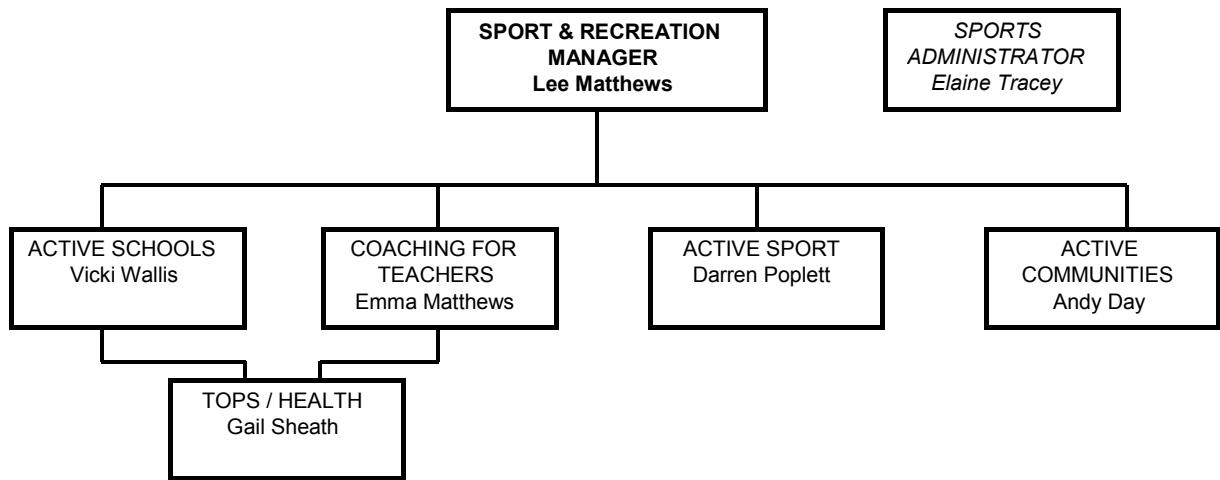 SPORT & RECREATION
MANAGER
Lee Matthews
SPORTS
ADMINISTRATOR
Elaine Tracey
ACTIVE SCHOOLS
Vicki Wallis
COACHING FOR
TEACHERS
Emma Matthews
ACTIVE SPORT
Darren Poplett
ACTIVE
COMMUNITIES
Andy Day
TOPS / HEALTH
Gail Sheath